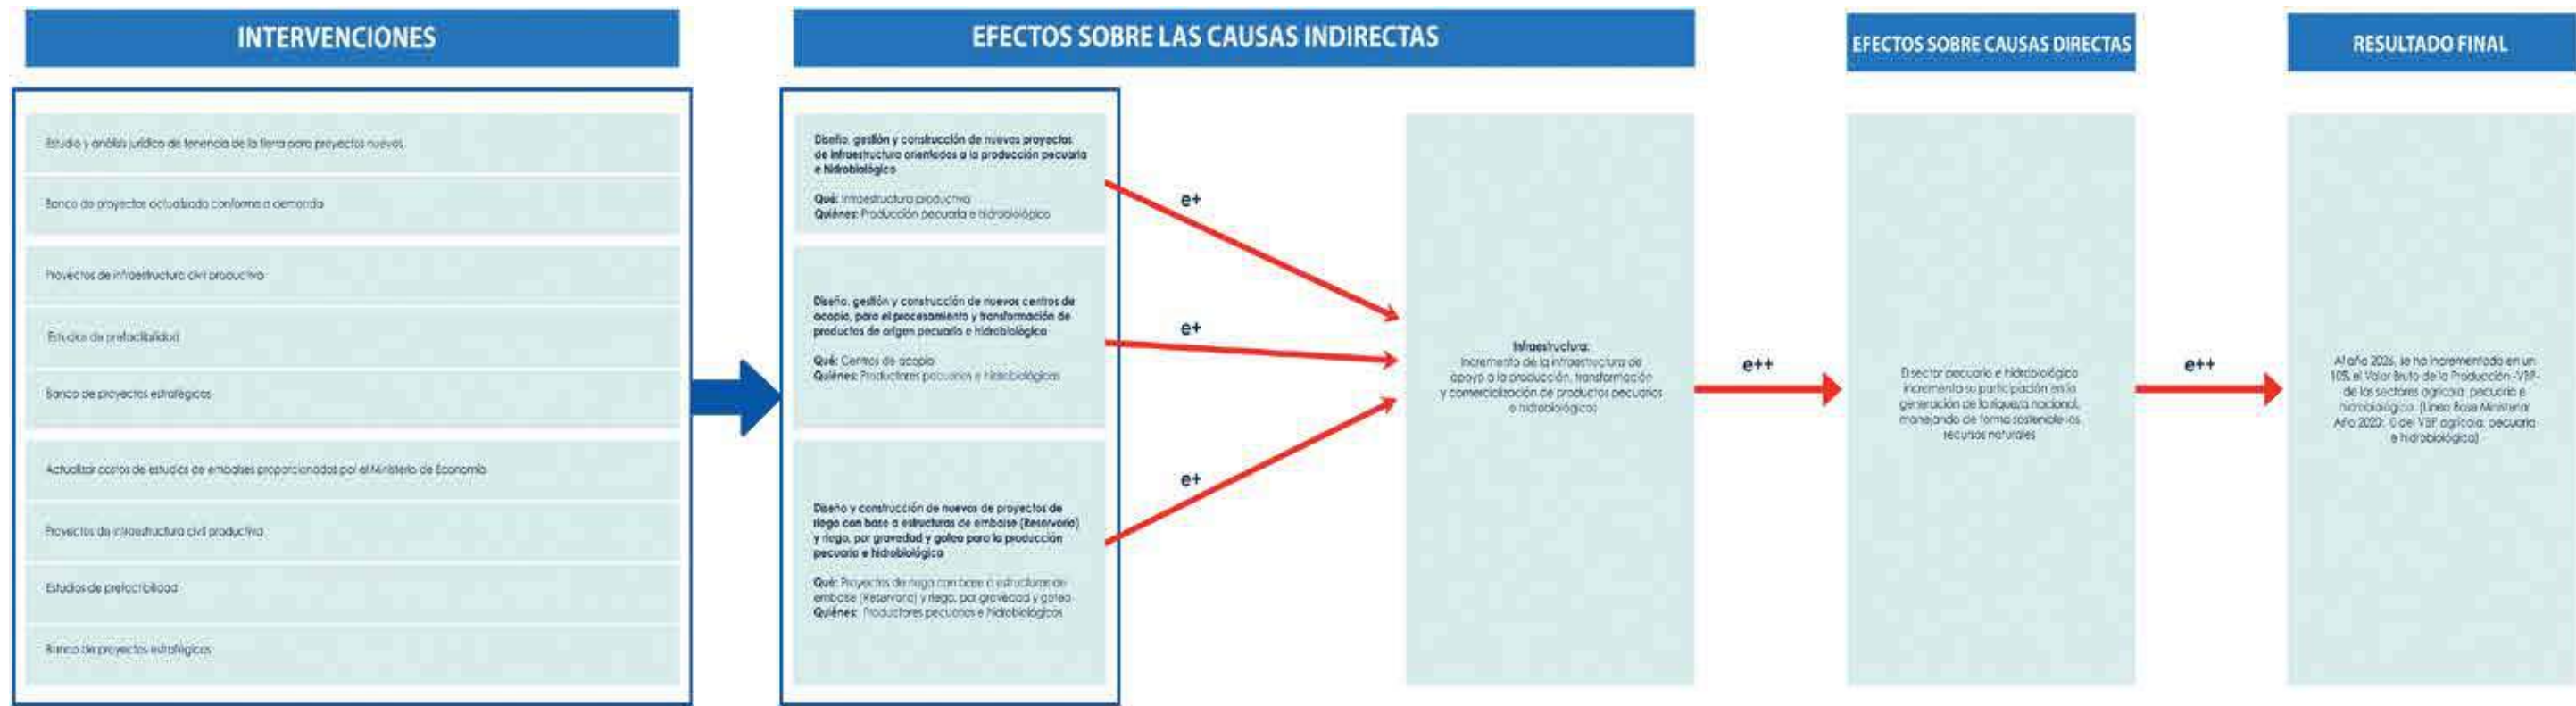 INTERVENCIONES
EFECTOS SOBRE LAS CAUSAS INDIRECTAS
EFECTOS SOBRE CAUSAS DIRECTAS
RESULTADO FINAL
Estudio y análisis jurídico de tenencia de la tierra para proyectos nuevos
Banco de proyectos actualizado conforme a demanda
Proyectos de infraestructura civil productiva
Estudios de prefactibilidad
Banco de proyectos estratégicos
Actualizar costos de estudios de embalses proporcionados por el Ministerio de Economía
Proyectos de infraestructura civil productiva
Estudios de prefactibilidad
Banco de proyectos estratégicos
Diseño, gestión y construcción de nuevos proyectos
de infraestructura orientados a la producción pecuaria
e hidrobiológico
Qué: Infraestructura productiva
Quiénes: Producción pecuaria e hidrobiológico
Diseño, gestión y construcción de nuevos centros de
acopio, para el procesamiento y transformación de
productos de origen pecuario e hidrobiológico
Qué: Centros de acopio
Quiénes: Productores pecuarios e hidrobiológicos
Diseño y construcción de nuevos de proyectos de
riego con base a estructuras de embalse (Reservorio)
y riego, por gravedad y goteo para la producción
pecuaria e hidrobiológico
Qué: Proyectos de riego con base a estructuras de
embalse (Reservorio) y riego, por gravedad y goteo
Quiénes: Productores pecuarios e hidrobiológicos
e+
e+
e+
Infraestructura:
Incremento de la infraestructura de
apoyo a la producción, transformación
y comercialización de productos pecuarios
e hidrobiológicos
e++
El sector pecuario e hidrobiológico
incrementa su participación en la
generación de la riqueza nacional,
manejando de forma sostenible los
recursos naturales
e++
Al año 2026, se ha incrementado en un
10% el Valor Bruto de la Producción -VBP-
de los sectores agrícola, pecuario e
hidrobiológico. (Línea Base Ministerial
Año 2020: 0 del VBP agrícola, pecuario
e hidrobiológico)